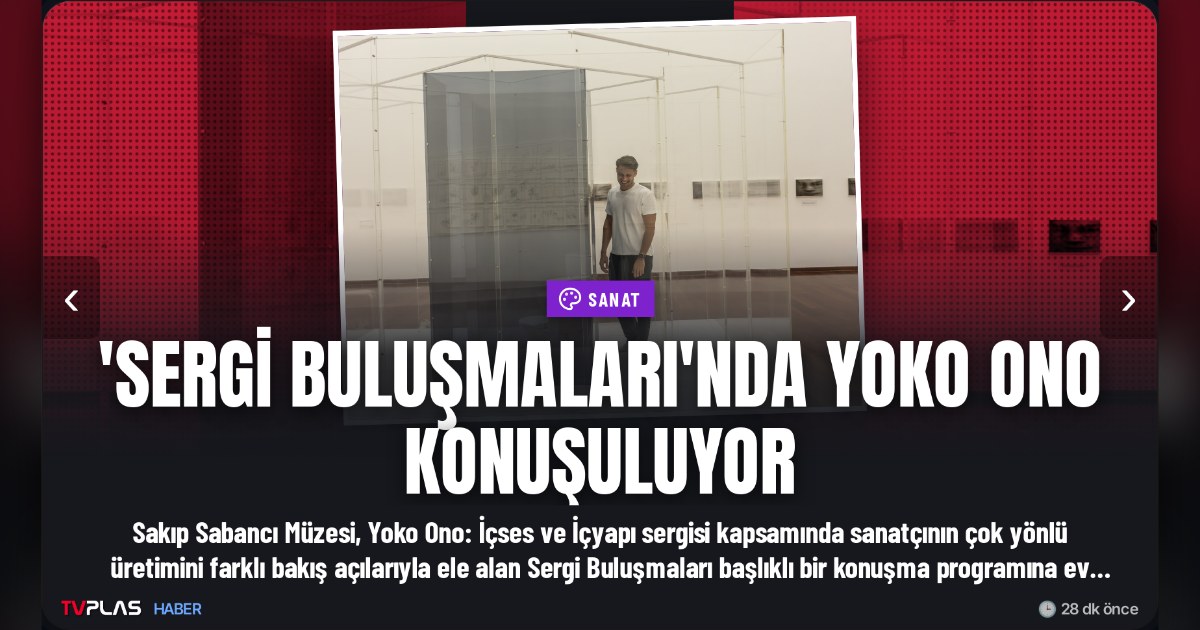 SANAT
'SERGİ BULUŞMALARI'NDA YOKO ONO
KONUŞULUYOR
Sakıp Sabancı Müzesi, Yoko Ono: İçses ve İçyapı sergisi kapsamında sanatçının çok yönlü
üretimini farklı bakış açılarıyla ele alan Sergi Buluşmaları başlıklı bir konuşma programına ev...
TVPLAS HABER
28 dk önce